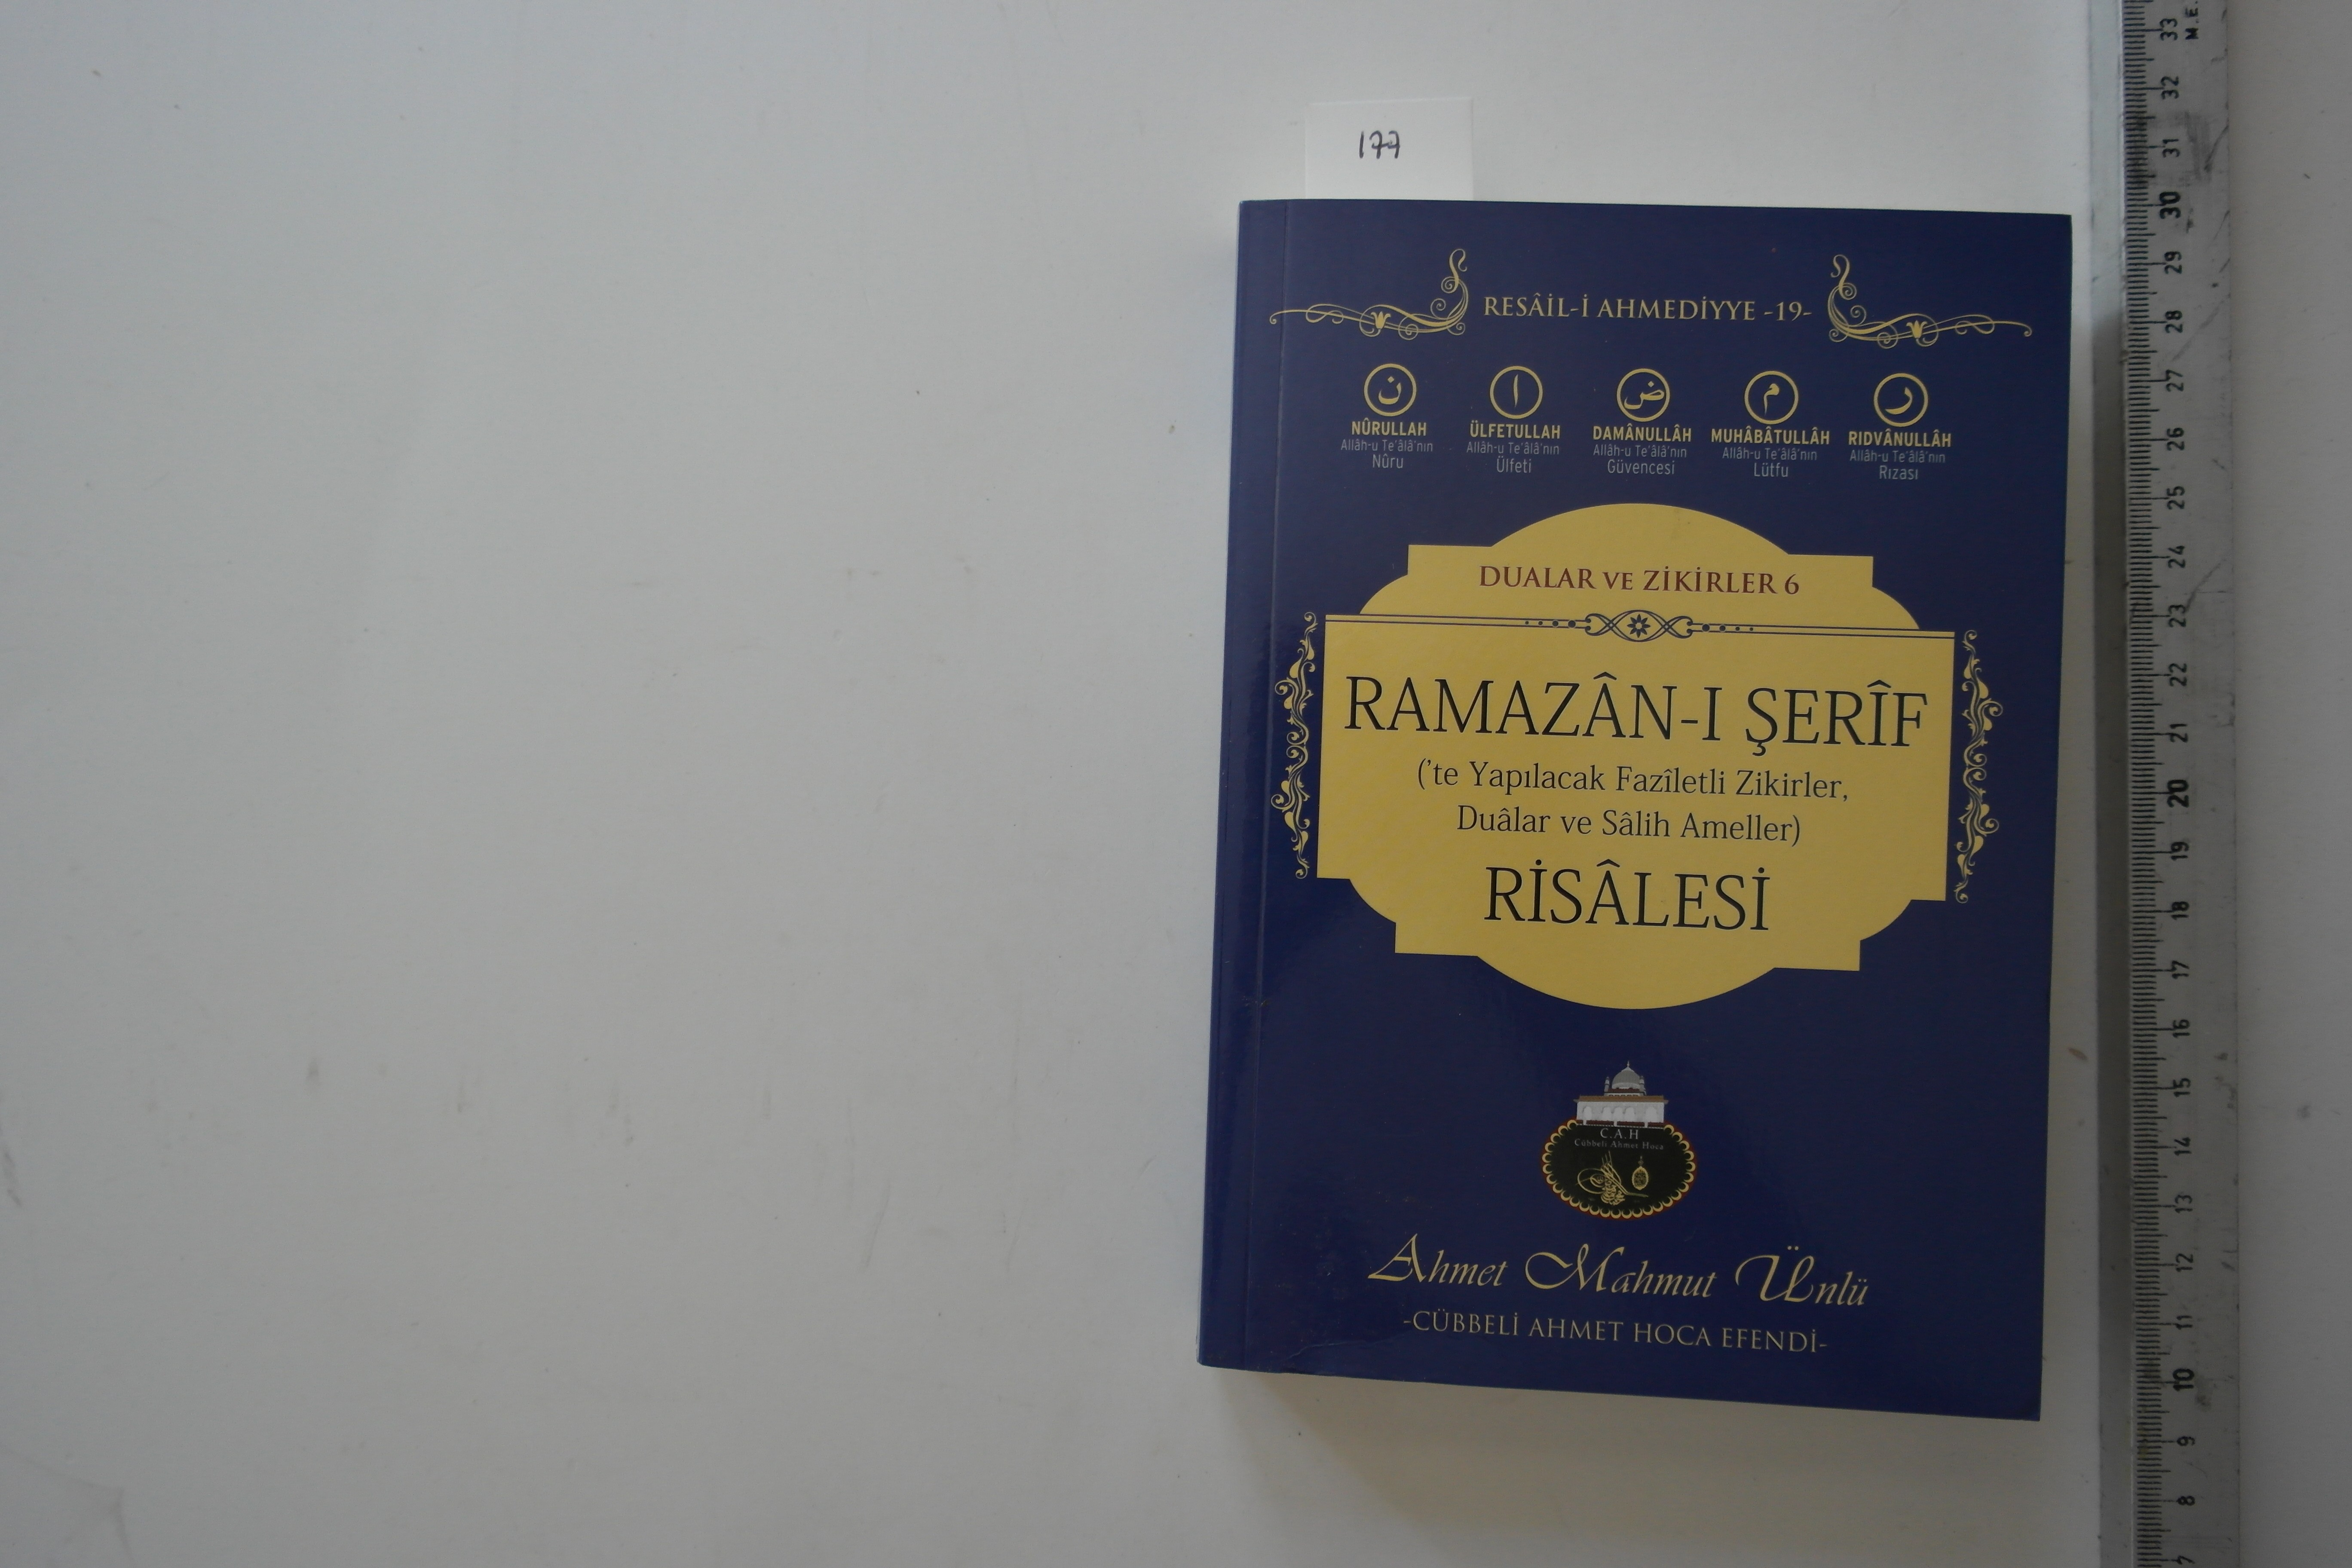 177
RESÂİL-İ AHMEDİYYE -19-
ن ا ض م ر
NÛRULLAH ÜLFETULLAH DAMÂNULLÂH MUHÂBÂTULLÂH RIDVÂNULLÂH
Allâh-u Te'âlâ'nın Allâh-u Te'âlâ'nın Allâh-u Te'âlâ'nın Allâh-u Te'âlâ'nın Allâh-u Te'âlâ'nın
Nûru Ülfeti Güvencesi Lütfu Rızası
DUALAR VE ZİKİRLER 6
RAMAZÂN-I ŞERÎF
('te Yapılacak Fazîletli Zikirler,
Duâlar ve Sâlih Ameller)
RİSÂLESİ
C.A.H
Cübbeli Ahmet Hoca
Ahmet Mahmut Ünlü
-CÜBBELİ AHMET HOCA EFENDİ-
M.E.
33
32
31
30
29
28
27
26
25
24
23
22
21
20
19
18
17
16
15
14
13
12
11
10
9
8
7